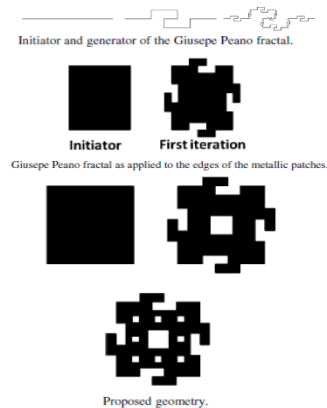 Initiator and generator of the Giusepe Peano fractal.
Initiator First iteration
Giusepe Peano fractal as applied to the edges of the metallic patches.
Proposed geometry.